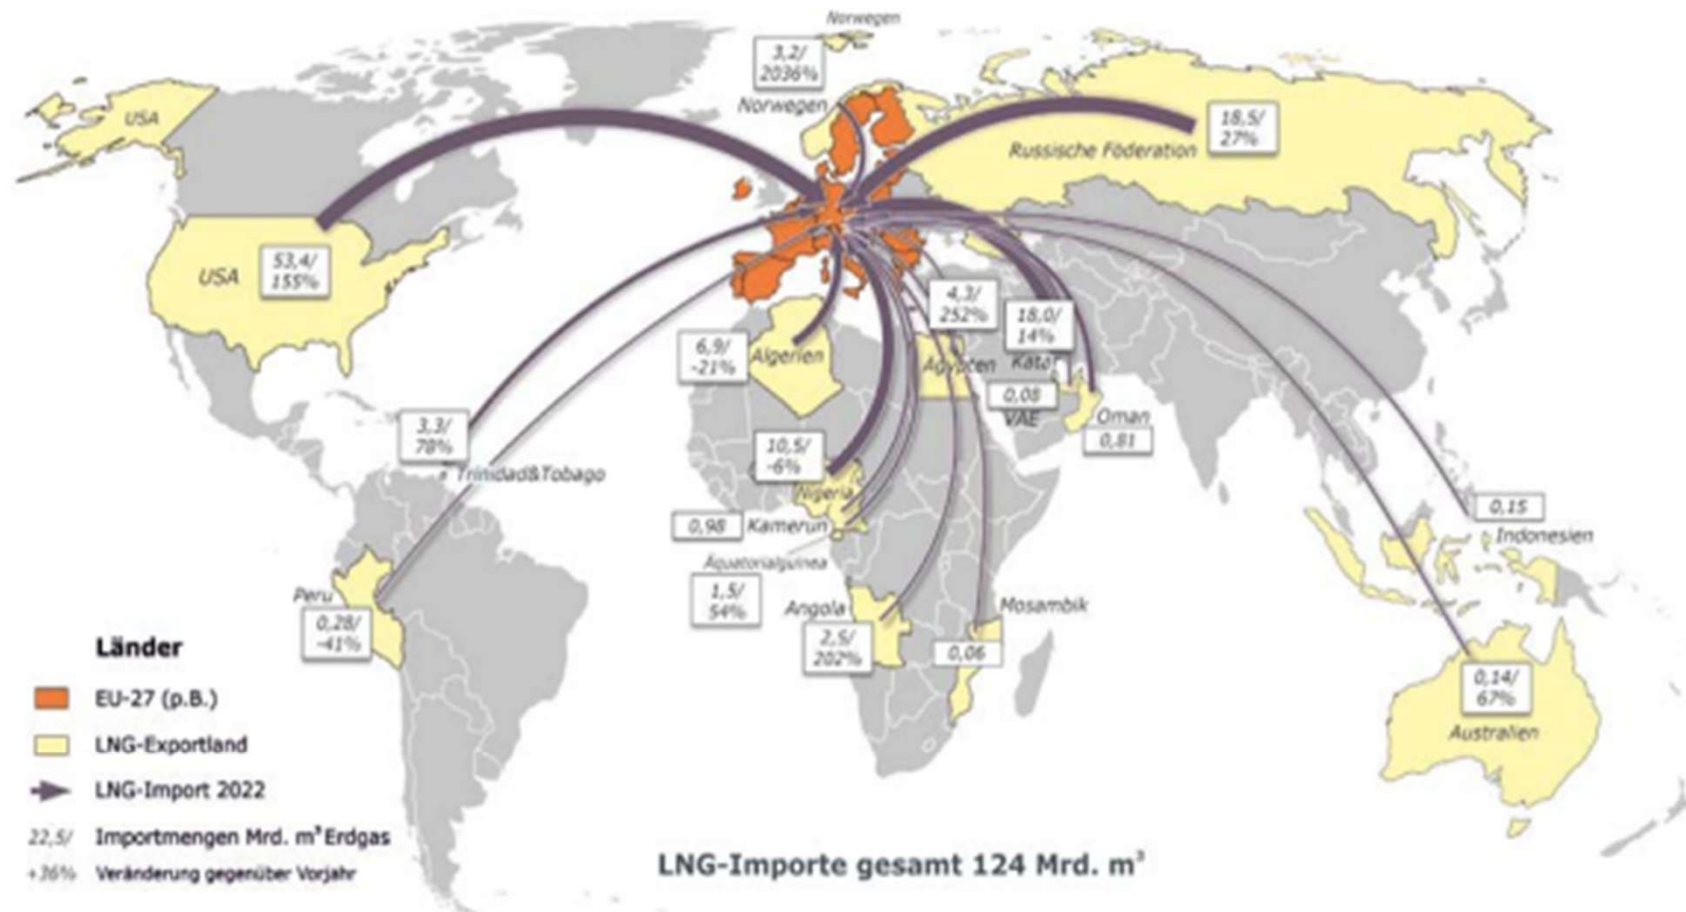 Norwegen
3,2/
2036%
Norwegen
USA
18,5/
27%
Russische Föderation
USA
53,4/
155%
4,3/
252%
18,0/
14%
6,9/
-21%
Algerien
Ägypten
Katar
0,08
VAE
Oman
0,81
3,3/
78%
Trinidad&Tobago
10,5/
-6%
Nigeria
0,98
Kamerun
Äquatorialguinea
1,5/
54%
0,15
Indonesien
Peru
0,28/
-41%
Angola
2,5/
202%
Mosambik
0,06
0,14/
67%
Australien
Länder
EU-27 (p.B.)
LNG-Exportland
LNG-Import 2022
22,5/ Importmengen Mrd. m³ Erdgas
+36% Veränderung gegenüber Vorjahr
LNG-Importe gesamt 124 Mrd. m³